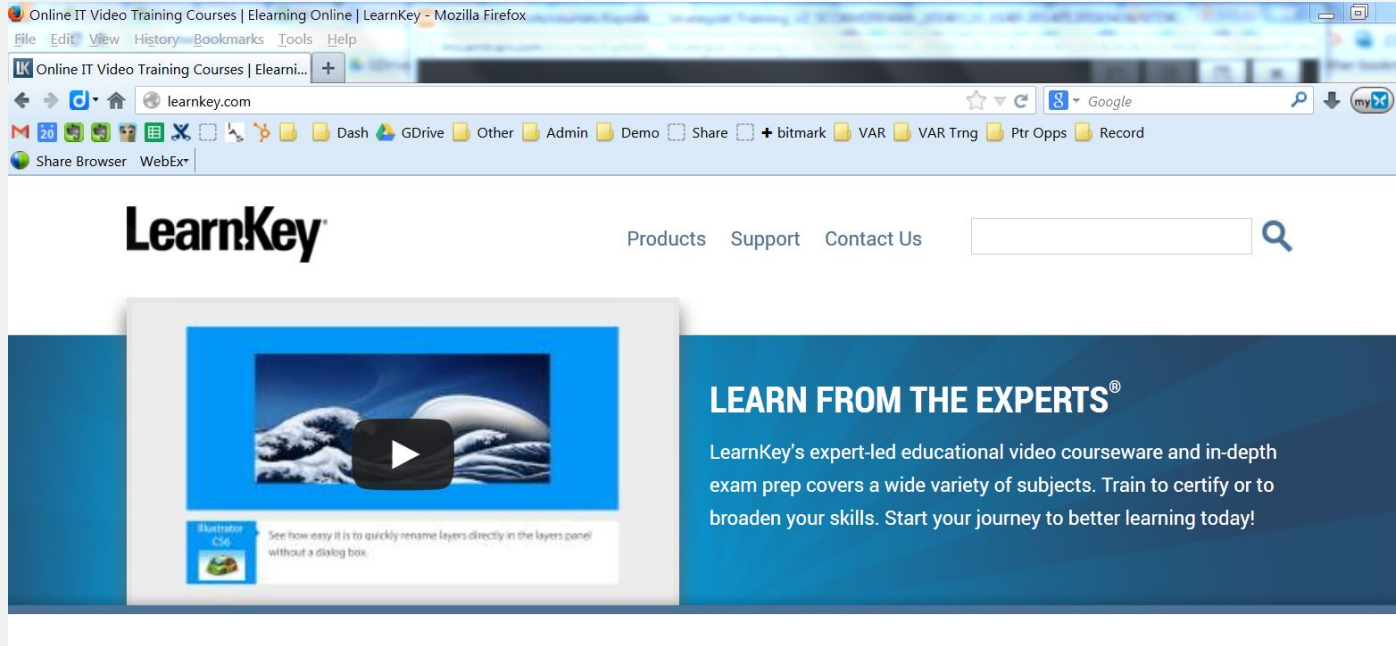 Online IT Video Training Courses | Elearning Online | LearnKey - Mozilla Firefox
File Edit View History Bookmarks Tools Help
LK Online IT Video Training Courses | Elearni... +
learnkey.com 8 Google my
M 20 Dash GDrive Other Admin Demo Share + bitmark VAR VAR Trng Ptr Opps Record
Share Browser WebEx
LearnKey
Products Support Contact Us
LEARN FROM THE EXPERTS®
LearnKey's expert-led educational video courseware and in-depth
exam prep covers a wide variety of subjects. Train to certify or to
broaden your skills. Start your journey to better learning today!
Illustrator
CS6
See how easy it is to quickly rename layers directly in the layers panel
without a dialog box.